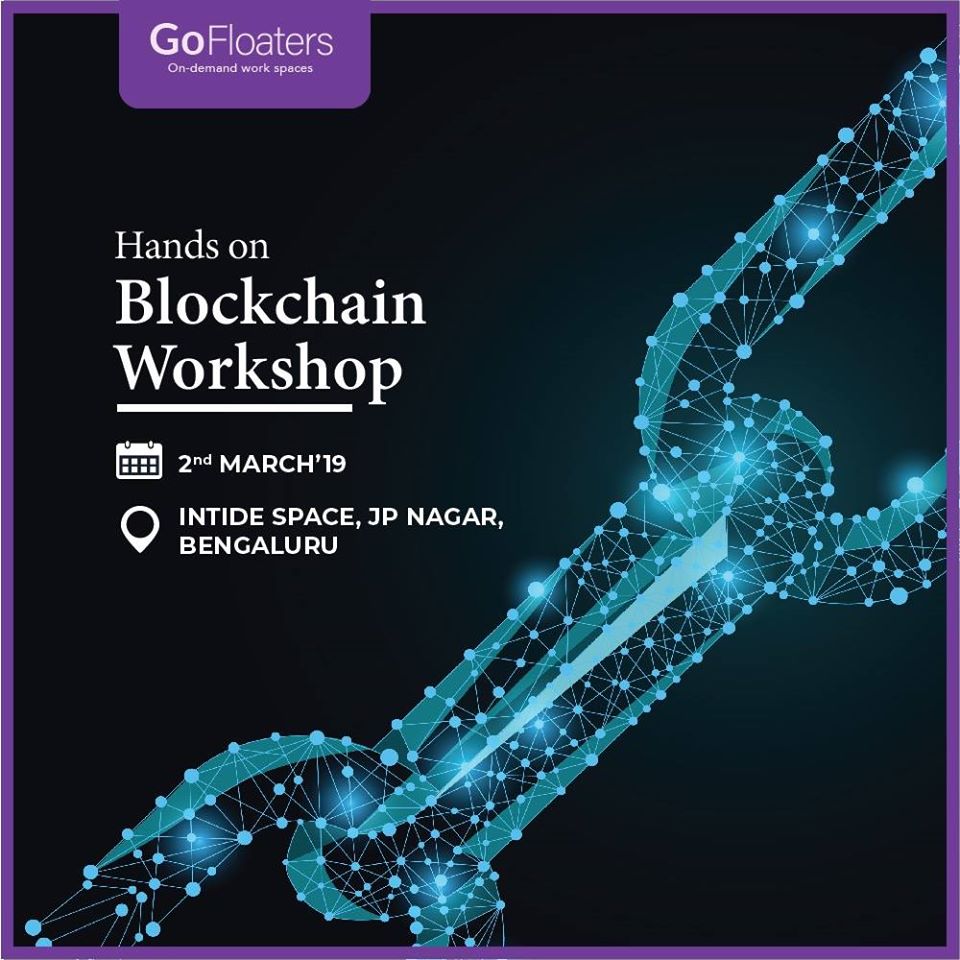 GoFloaters
On-demand work spaces
Hands on
Blockchain
Workshop
2nd MARCH'19
INTIDE SPACE, JP NAGAR,
BENGALURU